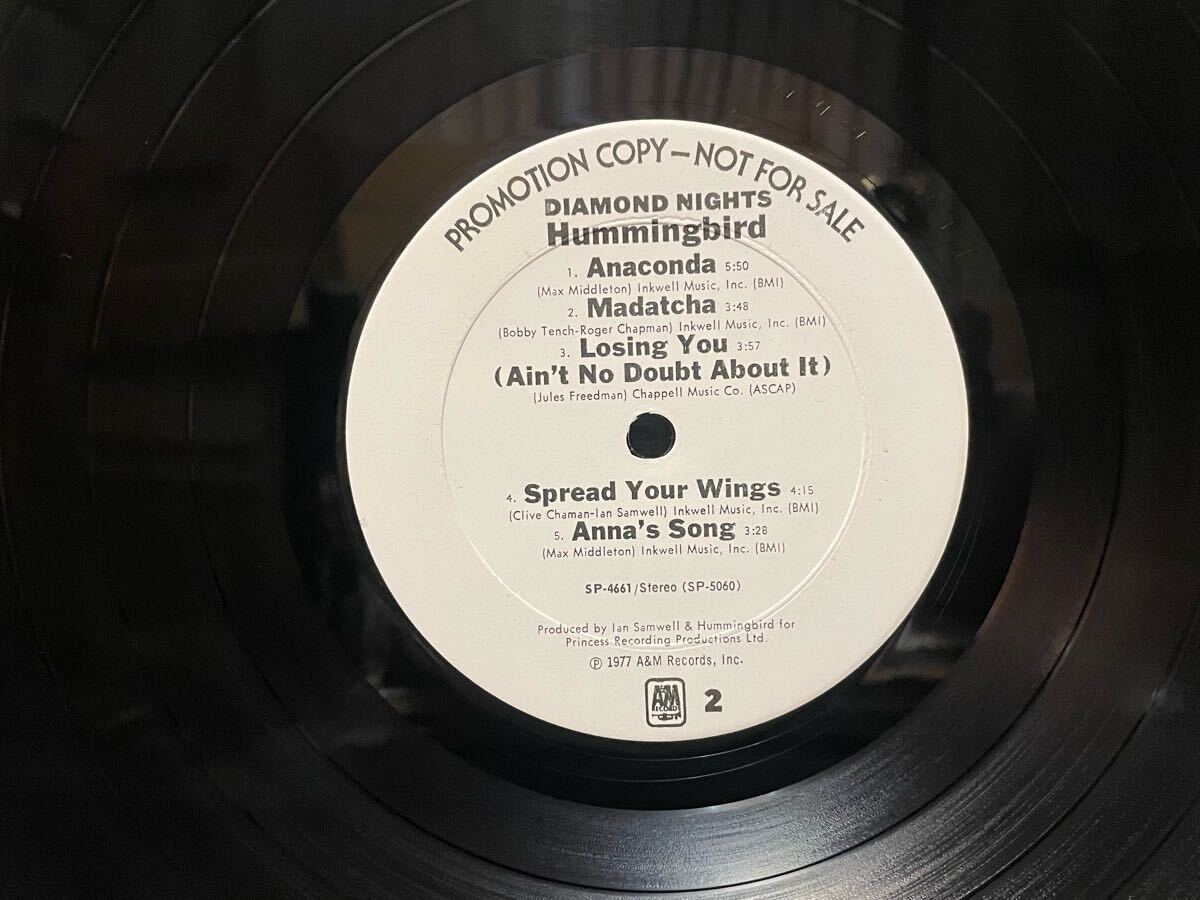 PROMOTION COPY—NOT FOR SALE
DIAMOND NIGHTS
Hummingbird
1. Anaconda 5:50
(Max Middleton) Inkwell Music, Inc. (BMI)
2. Madatcha 3:48
(Bobby Tench-Roger Chapman) Inkwell Music, Inc. (BMI)
3. Losing You 3:57
(Ain't No Doubt About It)
(Jules Freedman) Chappell Music Co. (ASCAP)
4. Spread Your Wings 4:15
(Clive Chaman-Ian Samwell) Inkwell Music, Inc. (BMI)
5. Anna's Song 3:28
(Max Middleton) Inkwell Music, Inc. (BMI)
SP-4661/Stereo (SP-5060)
Produced by Ian Samwell & Hummingbird for
Princess Recording Productions Ltd.
℗ 1977 A&M Records, Inc.
A&M RECORDS 2